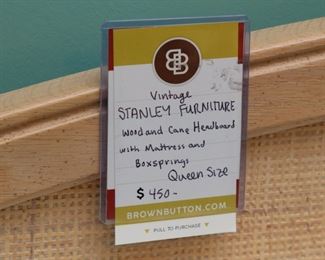 BB
Vintage
STANLEY FURNITURE
Wood and Cane Headboard
with Mattress and
Boxsprings
Queen Size
$ 450-
BROWNBUTTON.COM
PULL TO PURCHASE